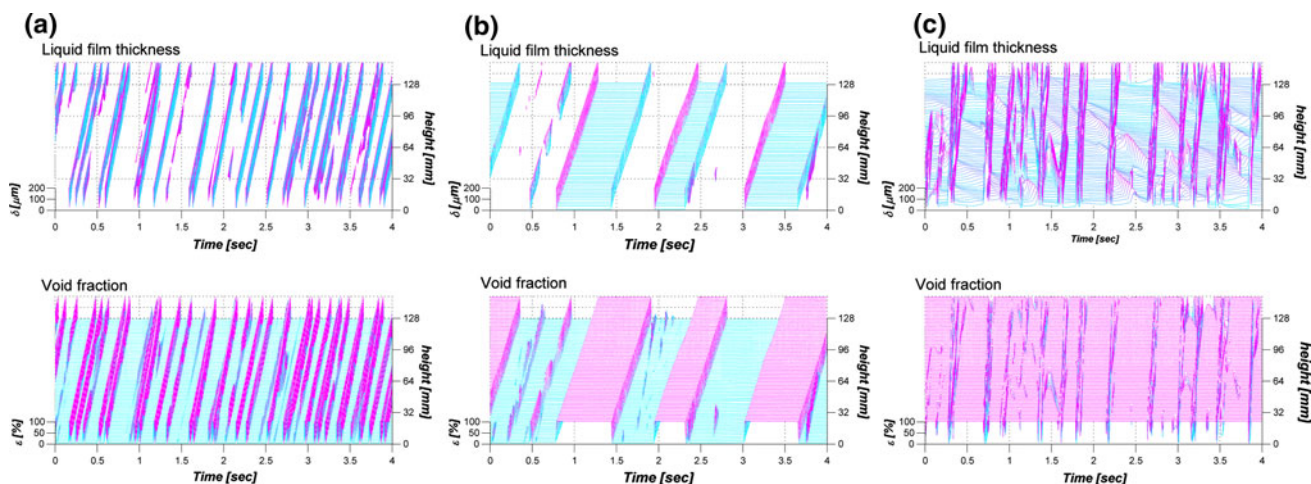 (a)
Liquid film thickness
128
96
64
32
0
height [mm]
200
100
0
δ [μm]
0 0.5 1 1.5 2 2.5 3 3.5 4
Time [sec]
Void fraction
128
96
64
32
0
height [mm]
100
50
0
ε [%]
0 0.5 1 1.5 2 2.5 3 3.5 4
Time [sec]
(b)
Liquid film thickness
128
96
64
32
0
height [mm]
200
100
0
δ [μm]
0 0.5 1 1.5 2 2.5 3 3.5 4
Time [sec]
Void fraction
128
96
64
32
0
height [mm]
100
50
0
ε [%]
0 0.5 1 1.5 2 2.5 3 3.5 4
Time [sec]
(c)
Liquid film thickness
128
96
64
32
0
height [mm]
200
100
0
δ [μm]
0 0.5 1 1.5 2 2.5 3 3.5 4
Time [sec]
Void fraction
128
96
64
32
0
height [mm]
100
50
0
ε [%]
0 0.5 1 1.5 2 2.5 3 3.5 4
Time [sec]